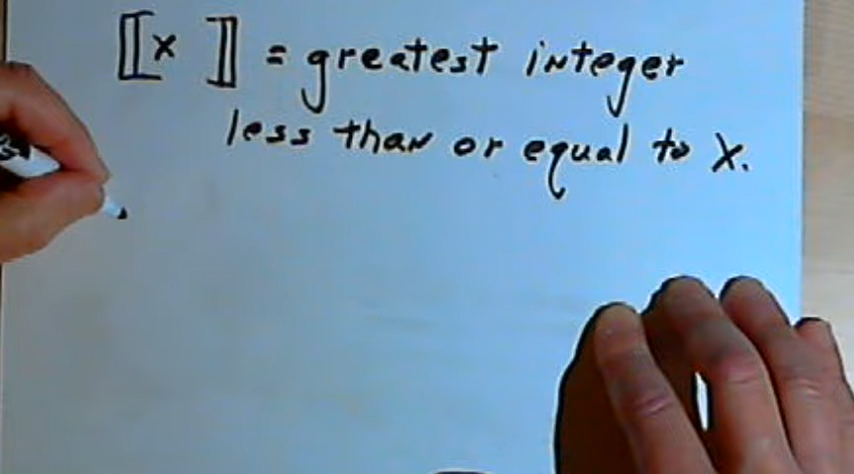 ⟦x ⟧ = greatest integer
less than or equal to x.